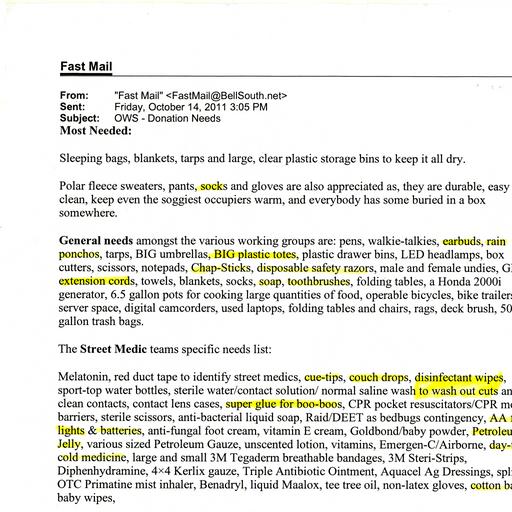 Fast Mail
From: "Fast Mail" <FastMail@BellSouth.net>
Sent: Friday, October 14, 2011 3:05 PM
Subject: OWS - Donation Needs
Most Needed:
Sleeping bags, blankets, tarps and large, clear plastic storage bins to keep it all dry.
Polar fleece sweaters, pants, socks and gloves are also appreciated as, they are durable, easy
clean, keep even the soggiest occupiers warm, and everybody has some buried in a box
somewhere.
General needs amongst the various working groups are: pens, walkie-talkies, earbuds, rain
ponchos, tarps, BIG umbrellas, BIG plastic totes, plastic drawer bins, LED headlamps, box
cutters, scissors, notepads, Chap-Sticks, disposable safety razors, male and female undies, G
extension cords, towels, blankets, socks, soap, toothbrushes, folding tables, a Honda 2000i
generator, 6.5 gallon pots for cooking large quantities of food, operable bicycles, bike trailers
server space, digital camcorders, used laptops, folding tables and chairs, rags, deck brush, 50
gallon trash bags.
The Street Medic teams specific needs list:
Melatonin, red duct tape to identify street medics, cue-tips, couch drops, disinfectant wipes,
sport-top water bottles, sterile water/contact solution/ normal saline wash to wash out cuts an
clean contacts, contact lens cases, super glue for boo-boos, CPR pocket resuscitators/CPR m
barriers, sterile scissors, anti-bacterial liquid soap, Raid/DEET as bedbugs contingency, AA
lights & batteries, anti-fungal foot cream, vitamin E cream, Goldbond/baby powder, Petroleu
Jelly, various sized Petroleum Gauze, unscented lotion, vitamins, Emergen-C/Airborne, day-
cold medicine, large and small 3M Tegaderm breathable bandages, 3M Steri-Strips,
Diphenhydramine, 4×4 Kerlix gauze, Triple Antibiotic Ointment, Aquacel Ag Dressings, spl
OTC Primatine mist inhaler, Benadryl, liquid Maalox, tee tree oil, non-latex gloves, cotton ba
baby wipes,